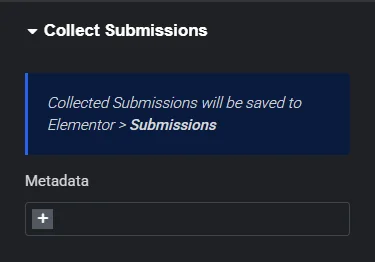 Collect Submissions
Collected Submissions will be saved to
Elementor > Submissions
Metadata
+